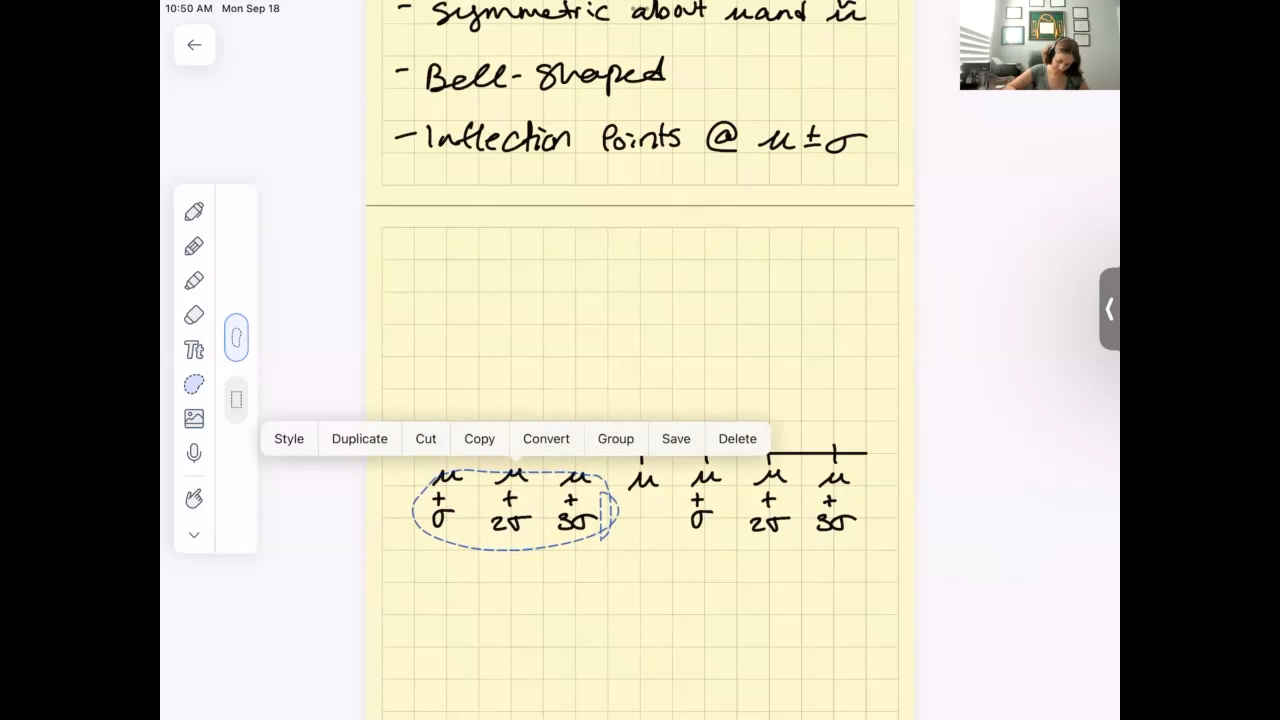 10:50 AM Mon Sep 18
- Symmetric about μ and μ̃
- Bell-shaped
- Inflection Points @ μ ± σ
Tt
Style Duplicate Cut Copy Convert Group Save Delete
μ μ μ μ μ μ μ
+ + + + + +
σ 2σ 3σ σ 2σ 3σ